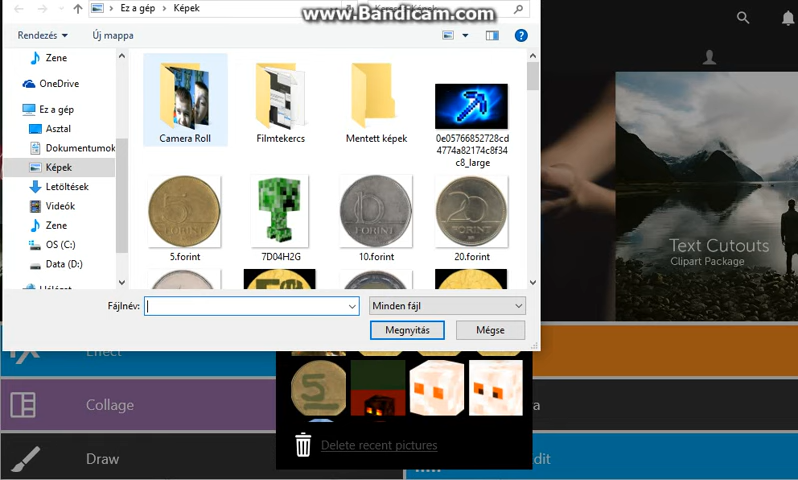 www.Bandicam.com
Ez a gép > Képek
Rendezés
Új mappa
Zene
OneDrive
Ez a gép
Asztal
Dokumentumok
Képek
Letöltések
Videók
Zene
OS (C:)
Data (D:)
Hálózat
Camera Roll
Filmtekercs
Mentett képek
0e05766852728cd
4774a82174c8f34
c8_large
5.forint
7D04H2G
10.forint
20.forint
Fájlnév:
Minden fájl
Megnyitás
Mégse
Text Cutouts
Clipart Package
Effect
Collage
Draw
Delete recent pictures